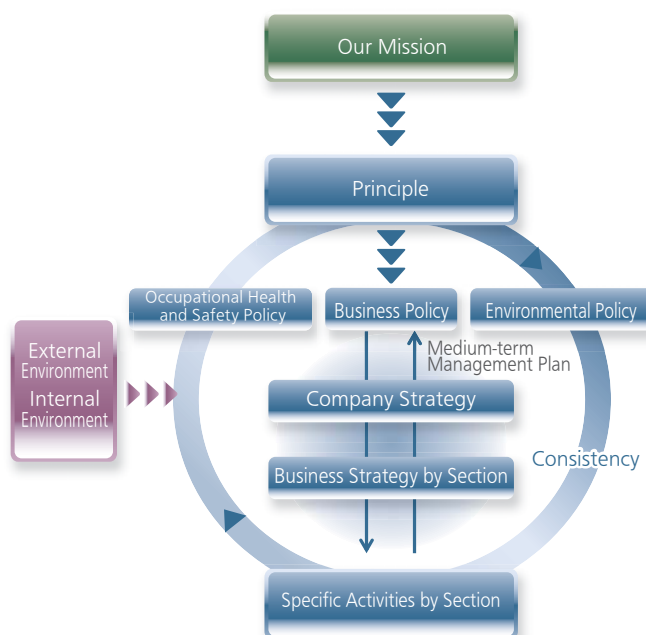 Our Mission
Principle
Occupational Health
and Safety Policy
Business Policy
Environmental Policy
External
Environment
Internal
Environment
Medium-term
Management Plan
Company Strategy
Consistency
Business Strategy by Section
Specific Activities by Section